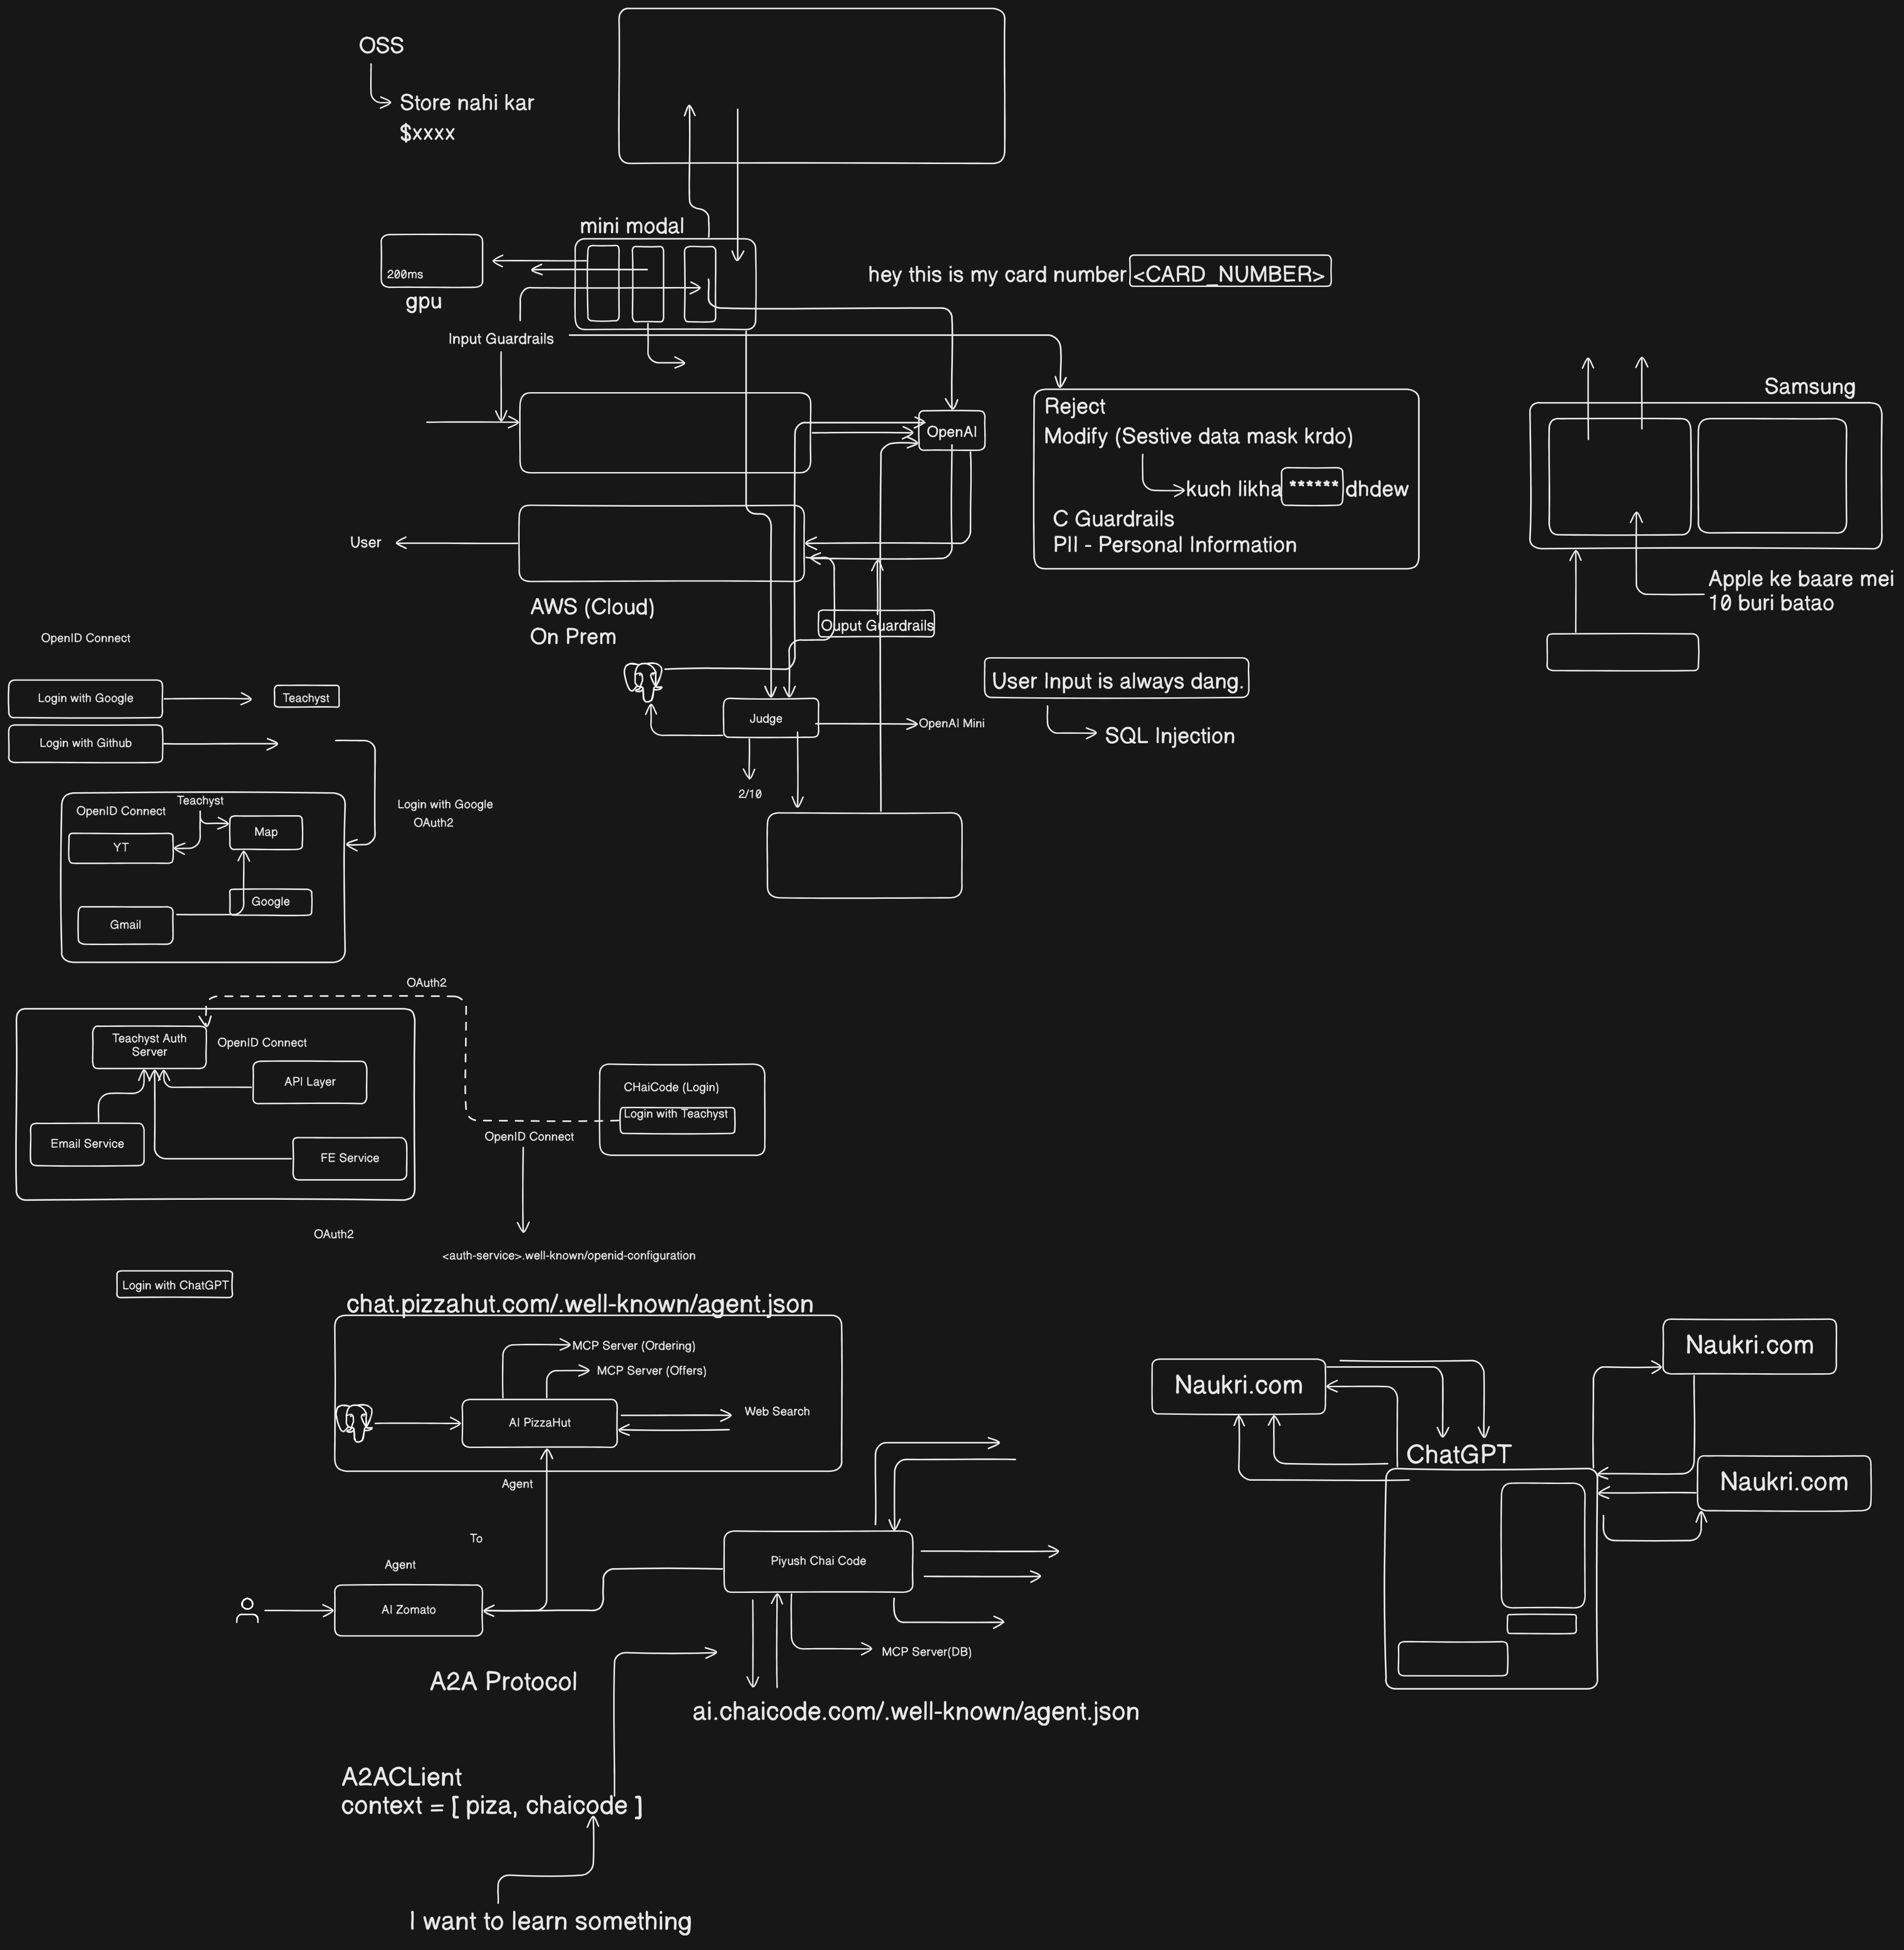 OSS
Store nahi kar
$xxxx
mini modal
200ms
gpu
hey this is my card number <CARD_NUMBER>
Input Guardrails
Reject
Modify (Sestive data mask krdo)
kuch likha ****** dhdew
C Guardrails
PII - Personal Information
OpenAI
Samsung
Apple ke baare mei
10 buri batao
User
AWS (Cloud)
On Prem
Ouput Guardrails
User Input is always dang.
SQL Injection
Judge
OpenAI Mini
2/10
OpenID Connect
Login with Google
Teachyst
Login with Github
Login with Google
OAuth2
OpenID Connect
Teachyst
YT
Map
Google
Gmail
OAuth2
Teachyst Auth
Server
OpenID Connect
API Layer
Email Service
FE Service
CHaiCode (Login)
Login with Teachyst
OpenID Connect
OAuth2
<auth-service>.well-known/openid-configuration
Login with ChatGPT
chat.pizzahut.com/.well-known/agent.json
MCP Server (Ordering)
MCP Server (Offers)
AI PizzaHut
Web Search
Agent
To
Agent
AI Zomato
Piyush Chai Code
MCP Server(DB)
A2A Protocol
ai.chaicode.com/.well-known/agent.json
A2ACLient
context = [ piza, chaicode ]
I want to learn something
Naukri.com
Naukri.com
ChatGPT
Naukri.com